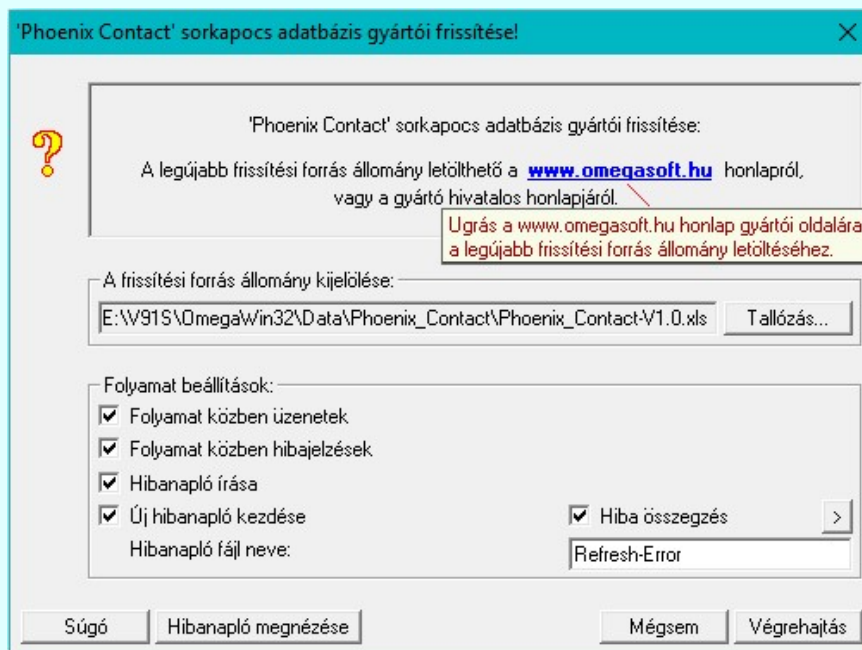 'Phoenix Contact' sorkapocs adatbázis gyártói frissítése!
'Phoenix Contact' sorkapocs adatbázis gyártói frissítése:
A legújabb frissítési forrás állomány letölthető a www.omegasoft.hu honlapról,
vagy a gyártó hivatalos honlapjáról.
Ugrás a www.omegasoft.hu honlap gyártói oldalára
a legújabb frissítési forrás állomány letöltéséhez.
A frissítési forrás állomány kijelölése:
E:\V91S\OmegaWin32\Data\Phoenix_Contact\Phoenix_Contact-V1.0.xls Tallózás...
Folyamat beállítások:
Folyamat közben üzenetek
Folyamat közben hibajelzések
Hibanapló írása
Új hibanapló kezdése Hiba összegzés >
Hibanapló fájl neve: Refresh-Error
Súgó Hibanapló megnézése Mégsem Végrehajtás